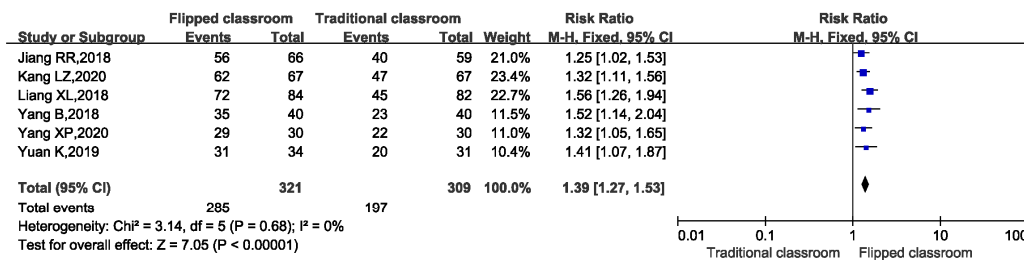 Flipped classroom Traditional classroom Risk Ratio Risk Ratio
Study or Subgroup Events Total Events Total Weight M-H, Fixed, 95% CI M-H, Fixed, 95% CI
Jiang RR,2018 56 66 40 59 21.0% 1.25 [1.02, 1.53]
Kang LZ,2020 62 67 47 67 23.4% 1.32 [1.11, 1.56]
Liang XL,2018 72 84 45 82 22.7% 1.56 [1.26, 1.94]
Yang B,2018 35 40 23 40 11.5% 1.52 [1.14, 2.04]
Yang XP,2020 29 30 22 30 11.0% 1.32 [1.05, 1.65]
Yuan K,2019 31 34 20 31 10.4% 1.41 [1.07, 1.87]
Total (95% CI) 321 309 100.0% 1.39 [1.27, 1.53]
Total events 285 197
Heterogeneity: Chi² = 3.14, df = 5 (P = 0.68); I² = 0%
Test for overall effect: Z = 7.05 (P < 0.00001)
0.01 0.1 1 10 100
Traditional classroom Flipped classroom